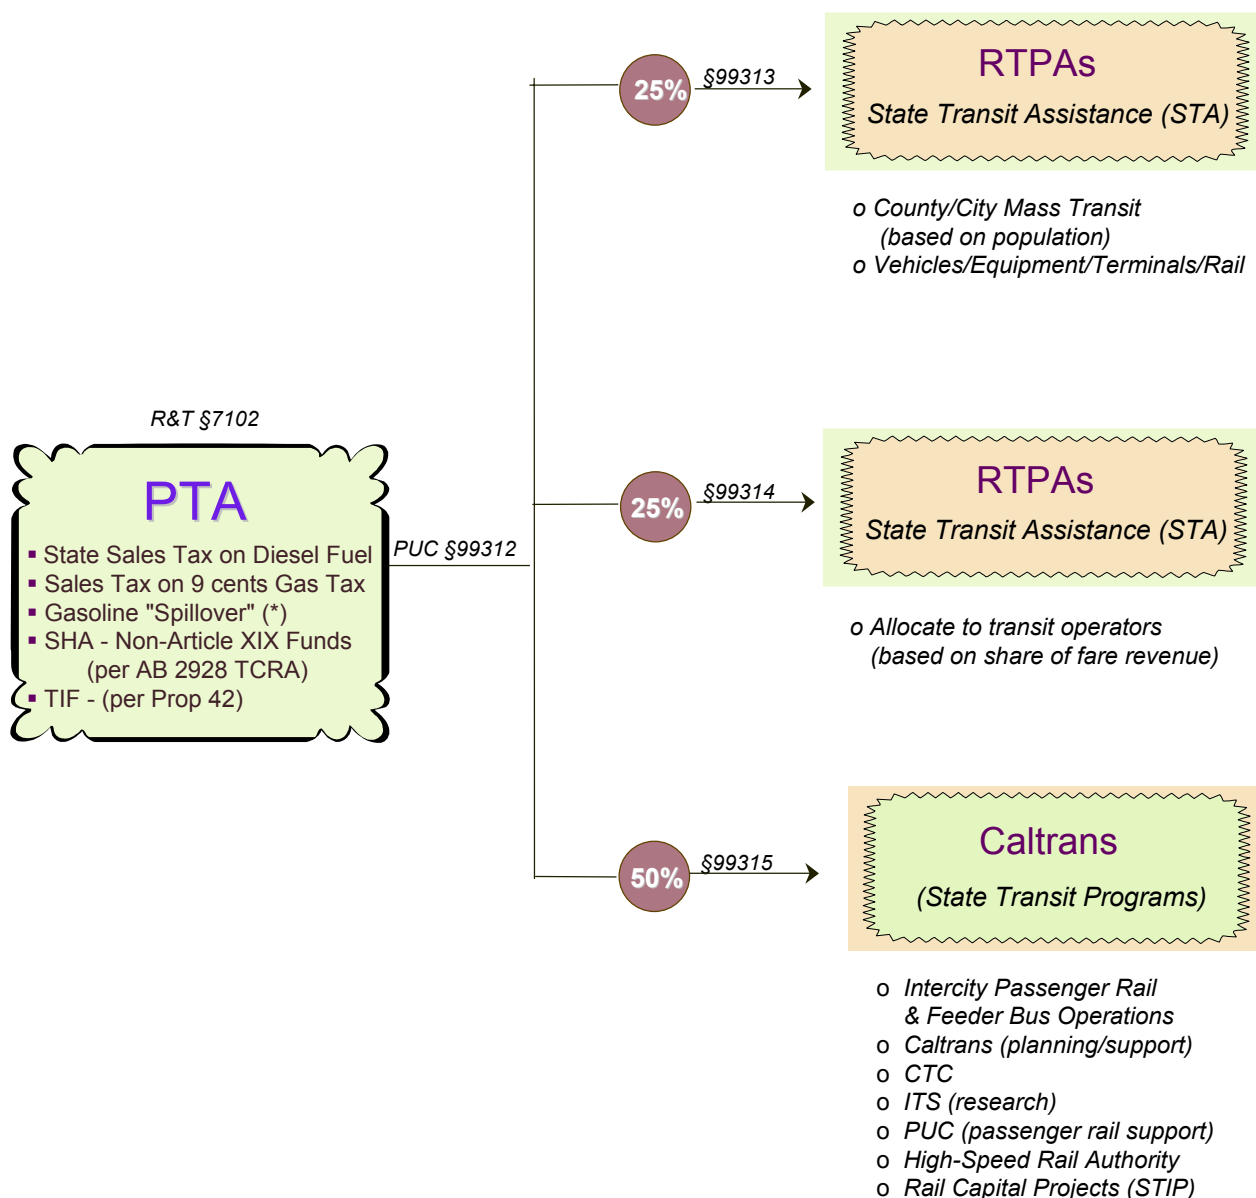 25%
§99313
RTPAs
State Transit Assistance (STA)
o County/City Mass Transit
(based on population)
o Vehicles/Equipment/Terminals/Rail
R&T §7102
PTA
▪ State Sales Tax on Diesel Fuel
▪ Sales Tax on 9 cents Gas Tax
▪ Gasoline "Spillover" (*)
▪ SHA - Non-Article XIX Funds
(per AB 2928 TCRA)
▪ TIF - (per Prop 42)
PUC §99312
25%
§99314
RTPAs
State Transit Assistance (STA)
o Allocate to transit operators
(based on share of fare revenue)
50%
§99315
Caltrans
(State Transit Programs)
o Intercity Passenger Rail
& Feeder Bus Operations
o Caltrans (planning/support)
o CTC
o ITS (research)
o PUC (passenger rail support)
o High-Speed Rail Authority
o Rail Capital Projects (STIP)